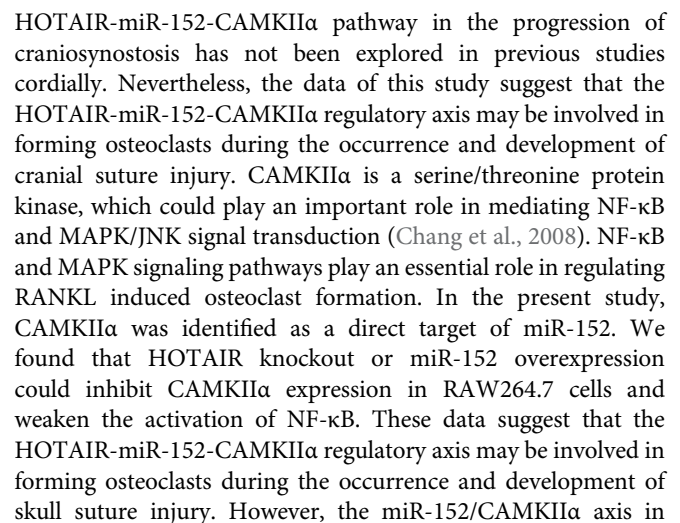 HOTAIR-miR-152-CAMKIIα pathway in the progression of
craniosynostosis has not been explored in previous studies
cordially. Nevertheless, the data of this study suggest that the
HOTAIR-miR-152-CAMKIIα regulatory axis may be involved in
forming osteoclasts during the occurrence and development of
cranial suture injury. CAMKIIα is a serine/threonine protein
kinase, which could play an important role in mediating NF-κB
and MAPK/JNK signal transduction (Chang et al., 2008). NF-κB
and MAPK signaling pathways play an essential role in regulating
RANKL induced osteoclast formation. In the present study,
CAMKIIα was identified as a direct target of miR-152. We
found that HOTAIR knockout or miR-152 overexpression
could inhibit CAMKIIα expression in RAW264.7 cells and
weaken the activation of NF-κB. These data suggest that the
HOTAIR-miR-152-CAMKIIα regulatory axis may be involved in
forming osteoclasts during the occurrence and development of
skull suture injury. However, the miR-152/CAMKIIα axis in